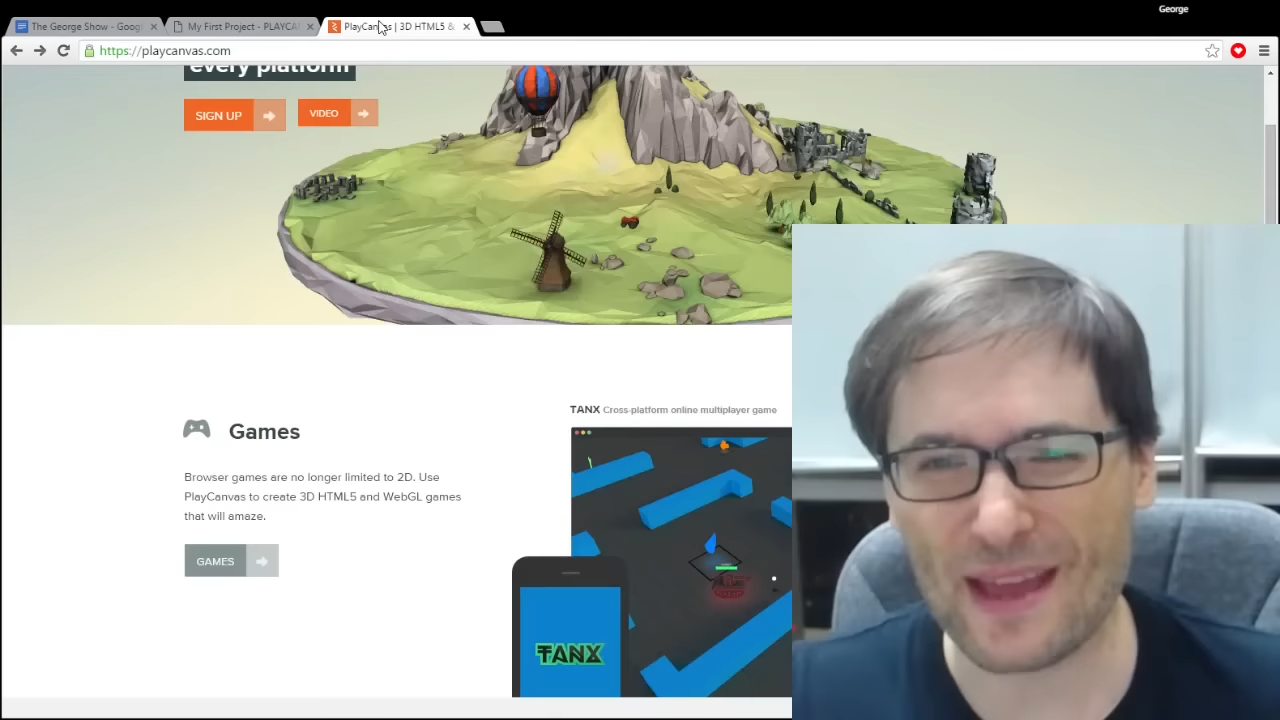 George
The George Show - Goog
My First Project - PLAYCA
PlayCanvas | 3D HTML5 &
https://playcanvas.com
every platform
SIGN UP
VIDEO
Games
TANX Cross-platform online multiplayer game
Browser games are no longer limited to 2D. Use
PlayCanvas to create 3D HTML5 and WebGL games
that will amaze.
GAMES
TANX